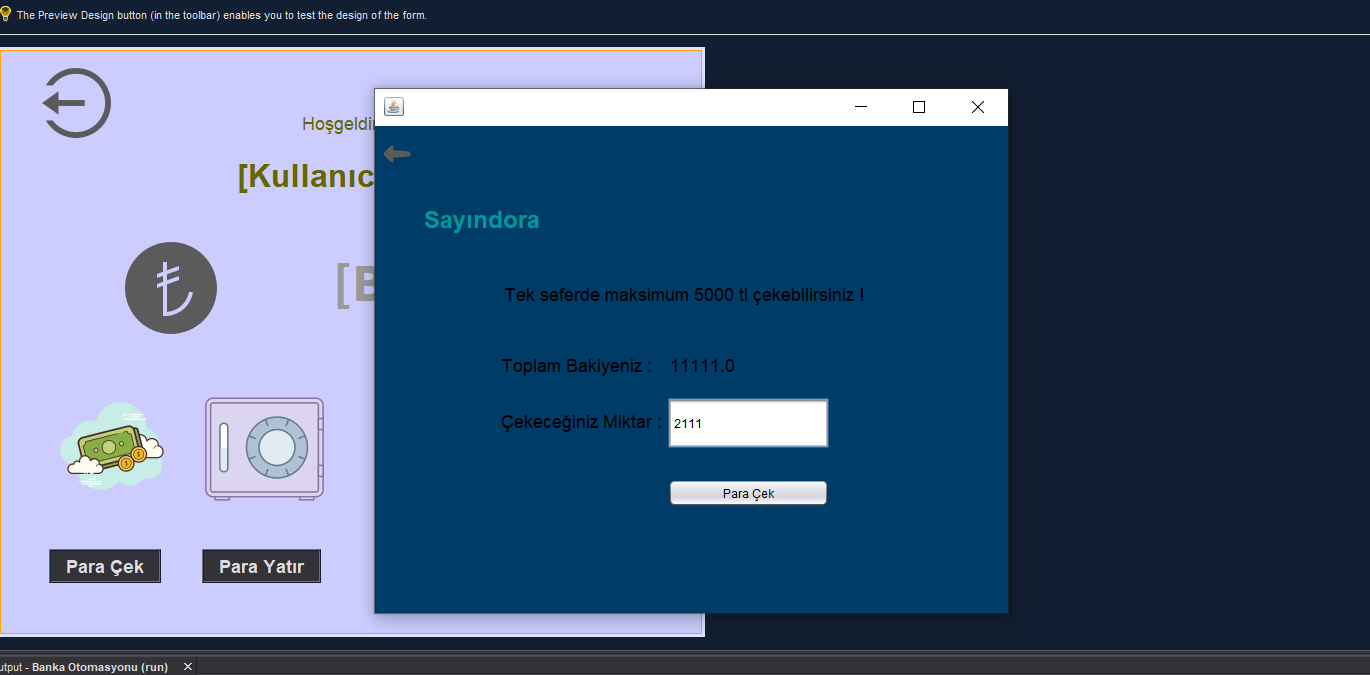 The Preview Design button (in the toolbar) enables you to test the design of the form.
Hoşgeldi
[Kullanıc
[B
Para Çek
Para Yatır
Sayındora
Tek seferde maksimum 5000 tl çekebilirsiniz !
Toplam Bakiyeniz : 11111.0
Çekeceğiniz Miktar : 2111
Para Çek
utput - Banka Otomasyonu (run)